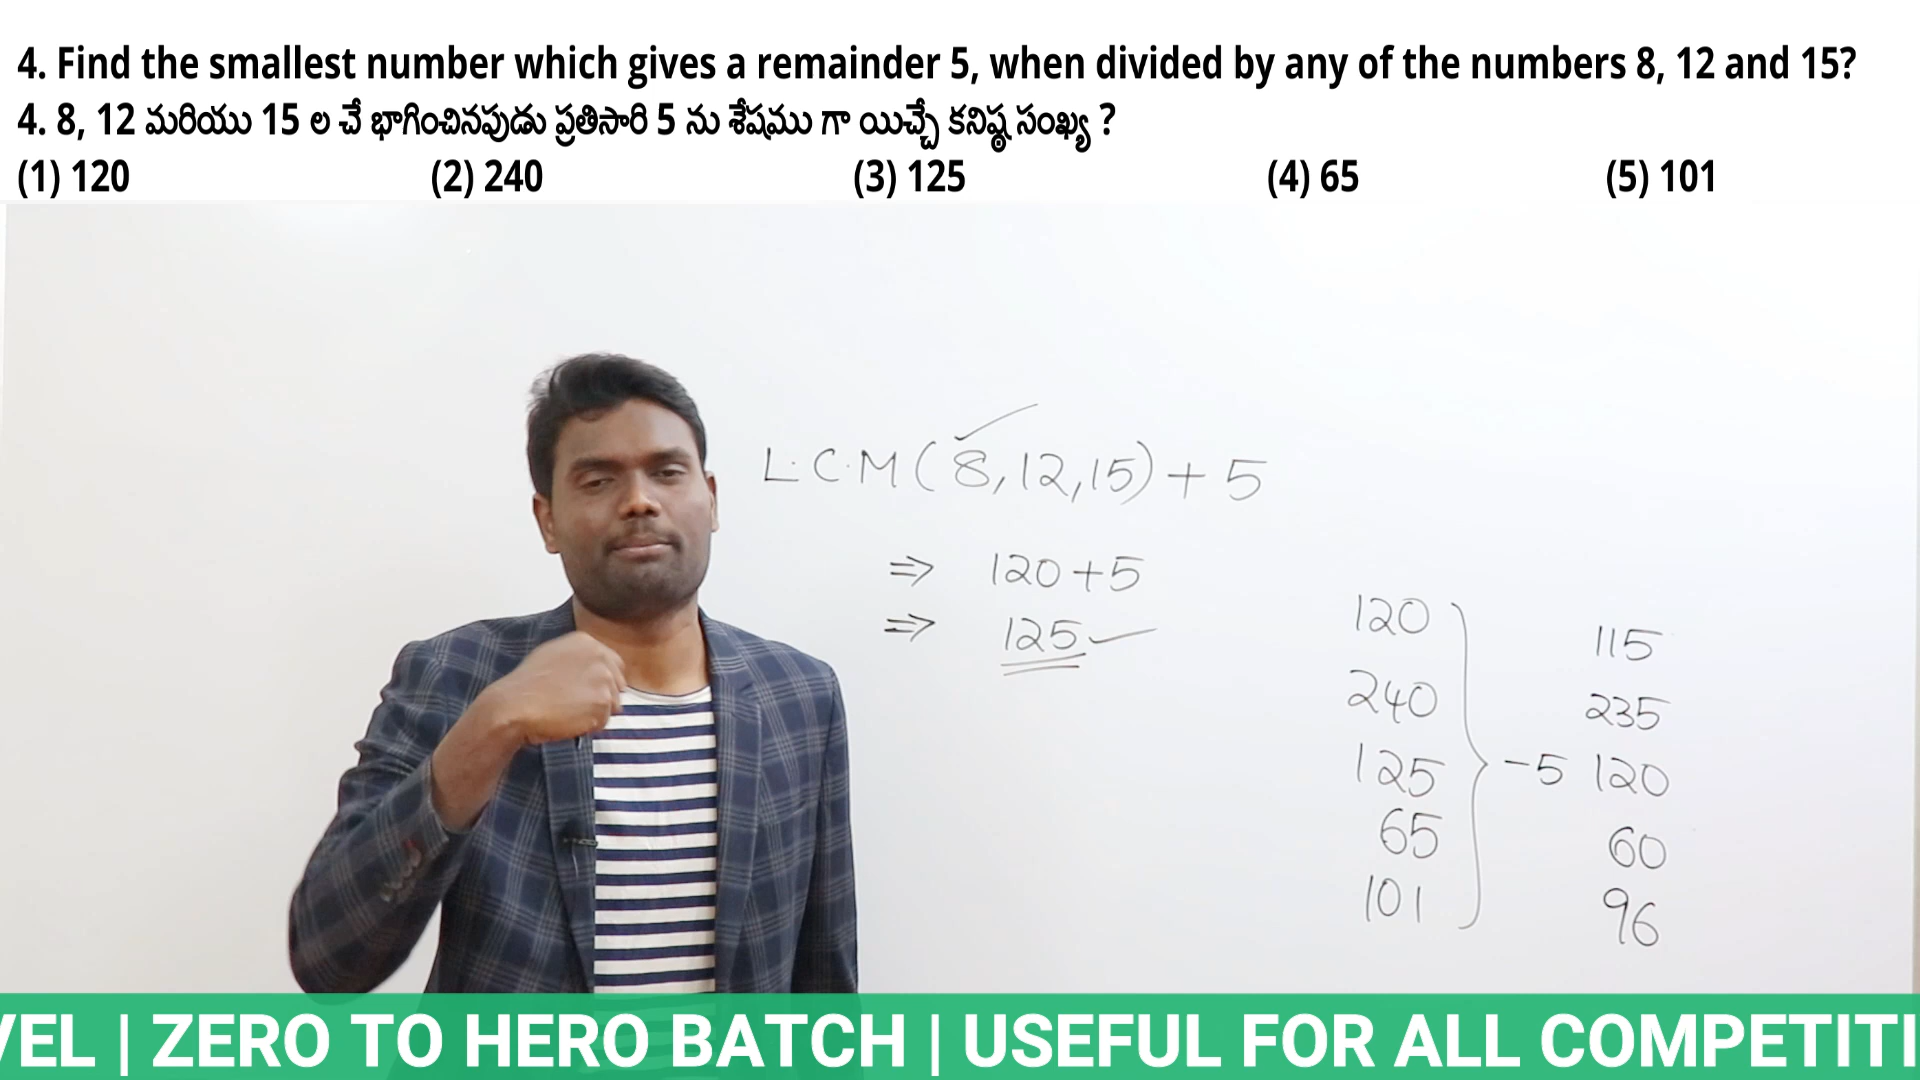 4. Find the smallest number which gives a remainder 5, when divided by any of the numbers 8, 12 and 15?
4. 8, 12 మరియు 15 ల చే భాగించినపుడు ప్రతిసారి 5 ను శేషము గా యిచ్చే కనిష్ఠ సంఖ్య ?
(1) 120 (2) 240 (3) 125 (4) 65 (5) 101
L.C.M (8,12,15) + 5
⇒ 120+5
⇒ 125
120
240
125
65
101
-5
115
235
120
60
96
VEL | ZERO TO HERO BATCH | USEFUL FOR ALL COMPETITI